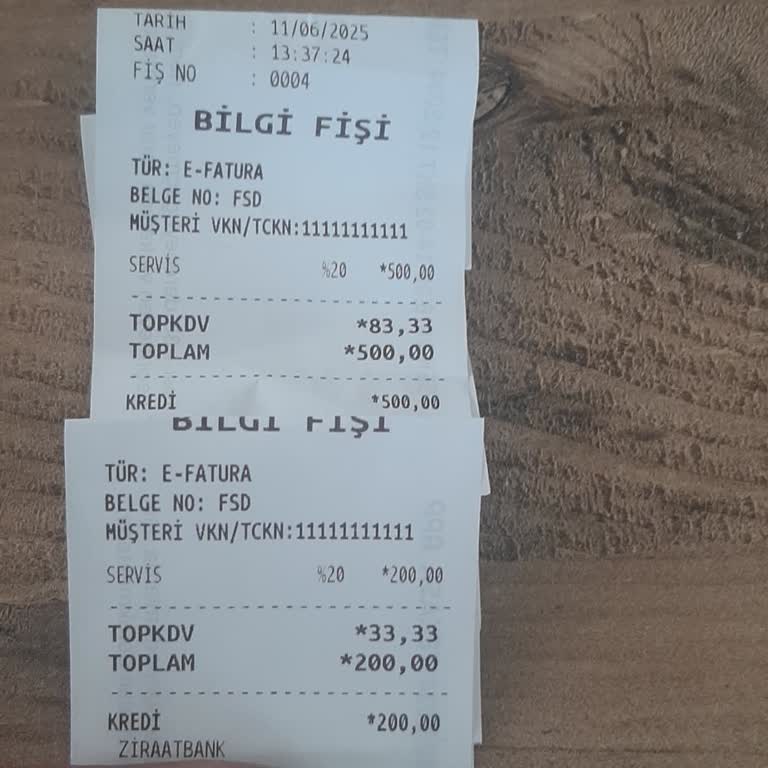 TARİH : 11/06/2025
SAAT : 13:37:24
FİŞ NO : 0004
BİLGİ FİŞİ
TÜR: E-FATURA
BELGE NO: FSD
MÜŞTERİ VKN/TCKN:11111111111
SERVİS %20 *500,00
TOPKDV *83,33
TOPLAM *500,00
KREDİ *500,00
BİLGİ FİŞİ
TÜR: E-FATURA
BELGE NO: FSD
MÜŞTERİ VKN/TCKN:11111111111
SERVİS %20 *200,00
TOPKDV *33,33
TOPLAM *200,00
KREDİ *200,00
ZİRAATBANK